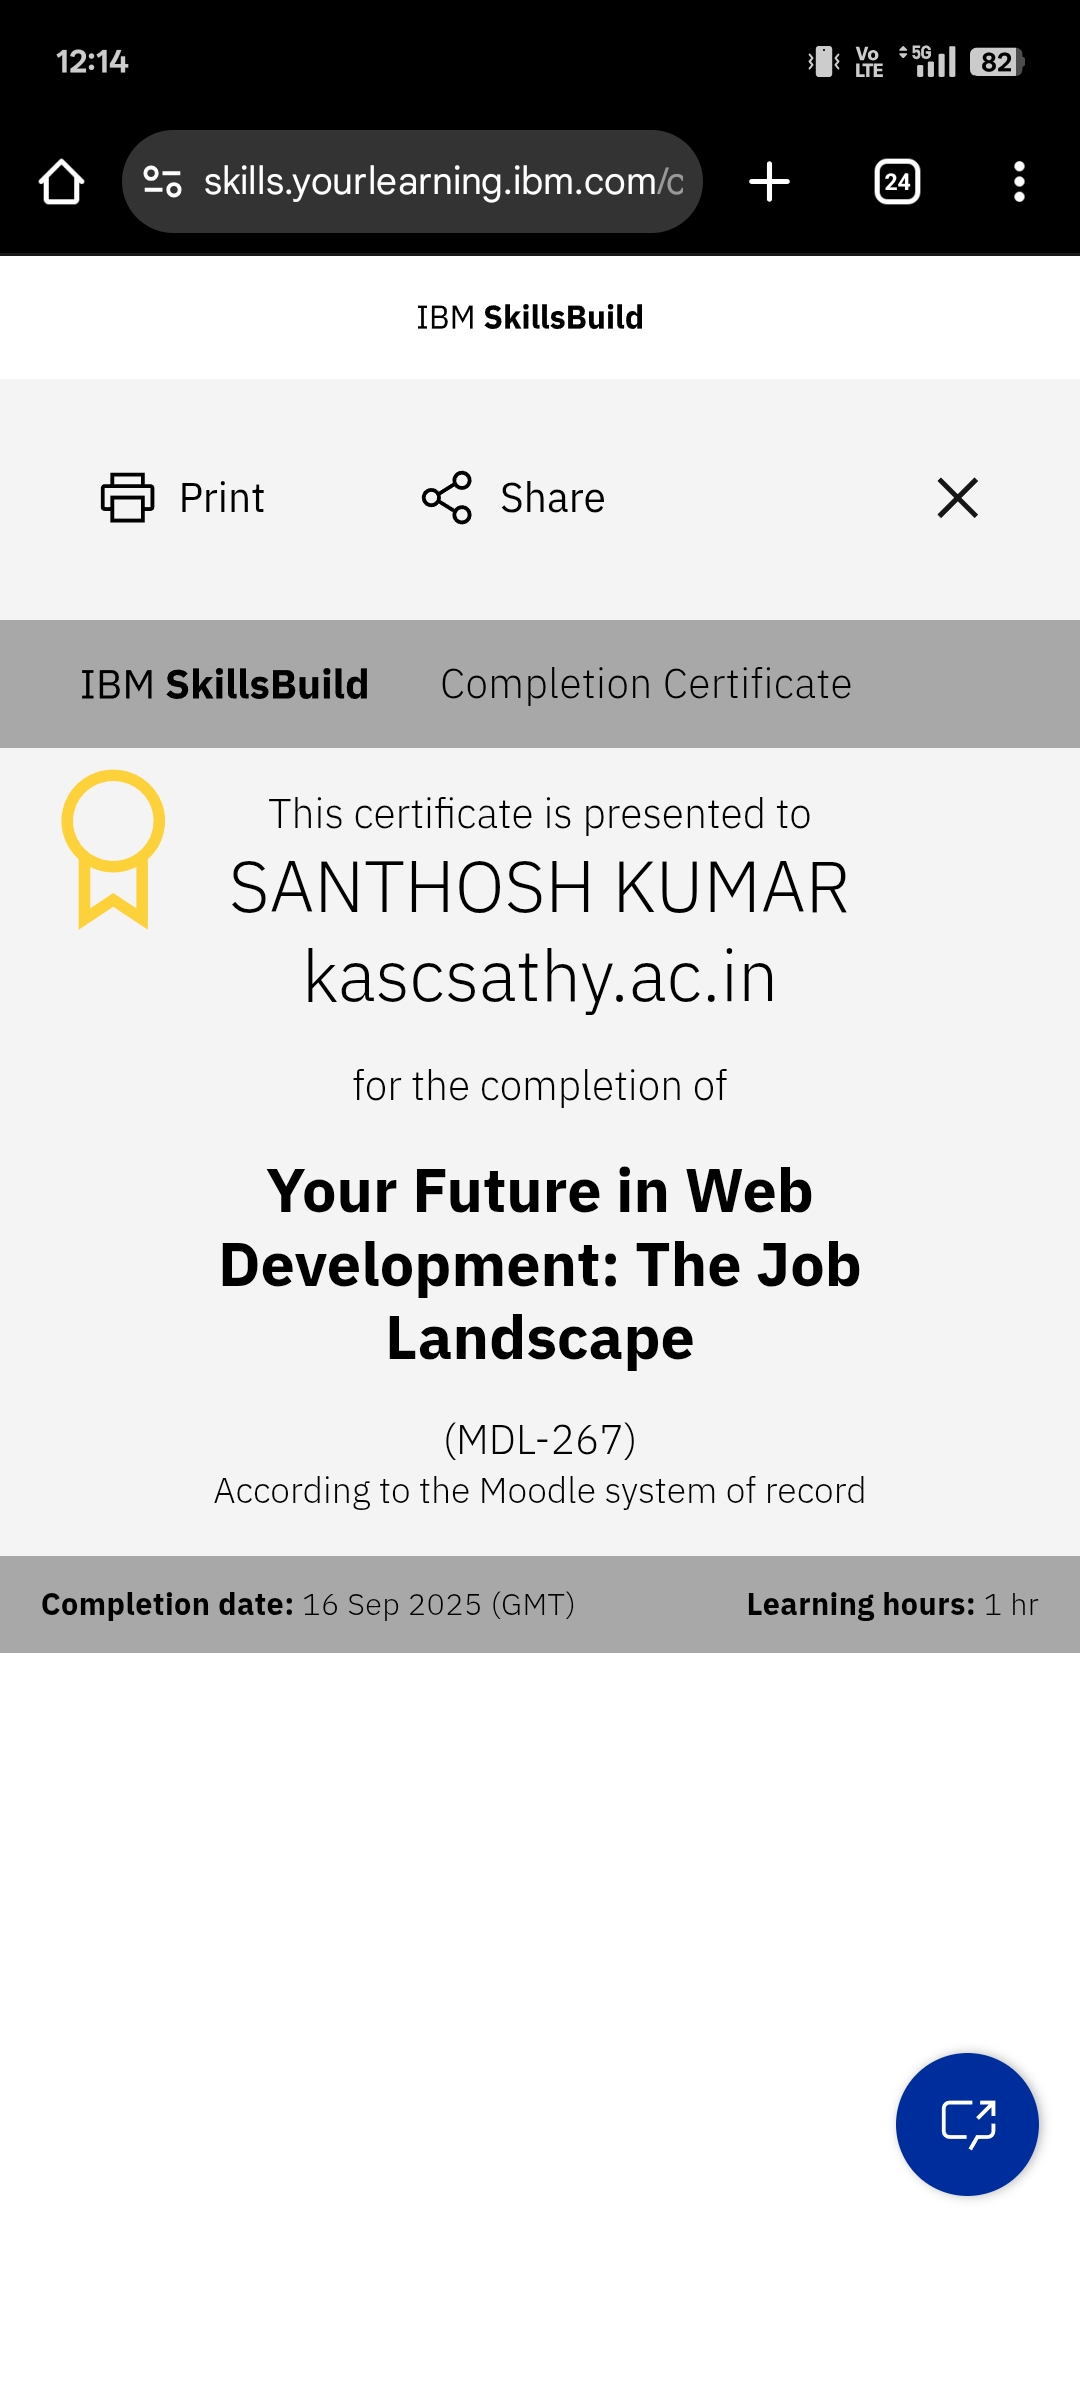 12:14
Vo
LTE
5G
82
skills.yourlearning.ibm.com/c
24
IBM SkillsBuild
Print
Share
IBM SkillsBuild Completion Certificate
This certificate is presented to
SANTHOSH KUMAR
kascsathy.ac.in
for the completion of
Your Future in Web
Development: The Job
Landscape
(MDL-267)
According to the Moodle system of record
Completion date: 16 Sep 2025 (GMT)
Learning hours: 1 hr